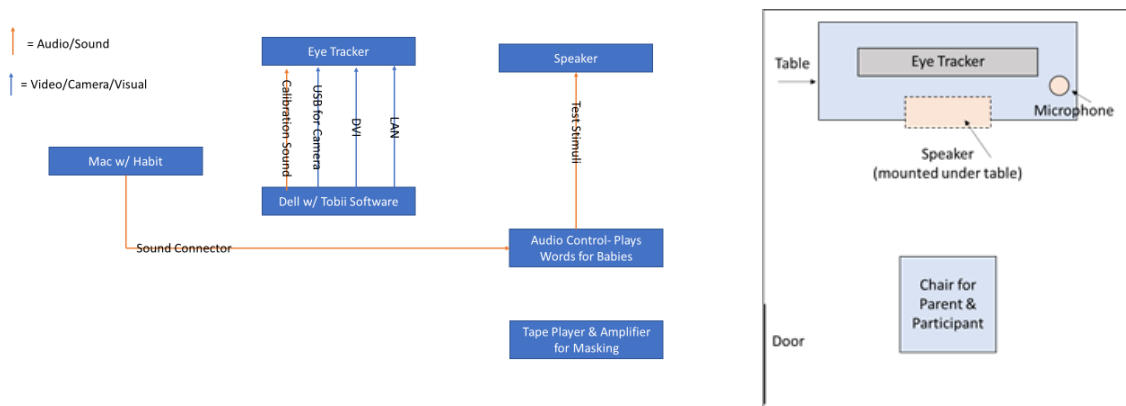 = Audio/Sound
= Video/Camera/Visual
Eye Tracker
Speaker
Calibration Sound
USB for Camera
DVI
LAN
Test Stimuli
Mac w/ Habit
Dell w/ Tobii Software
Sound Connector
Audio Control- Plays
Words for Babies
Tape Player & Amplifier
for Masking
Table
Eye Tracker
Microphone
Speaker
(mounted under table)
Chair for
Parent &
Participant
Door